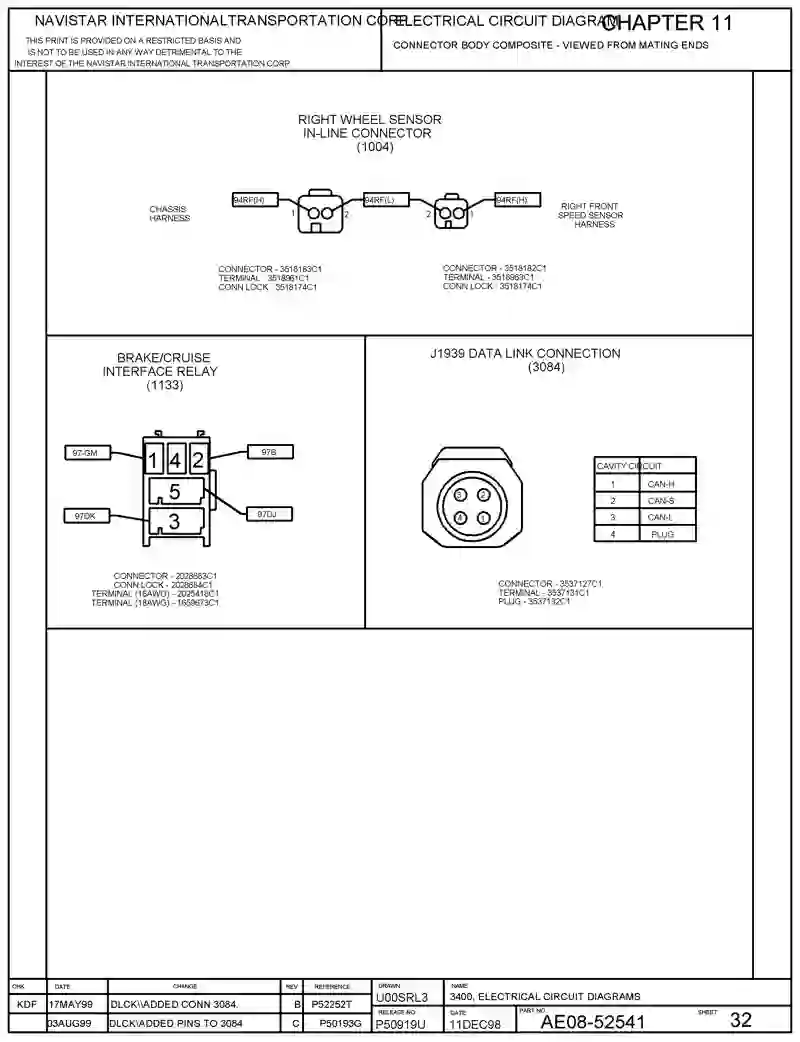 NAVISTAR INTERNATIONALTRANSPORTATION CORP.
ELECTRICAL CIRCUIT DIAGRAM
CHAPTER 11
THIS PRINT IS PROVIDED ON A RESTRICTED BASIS AND
IS NOT TO BE USED IN ANY WAY DETRIMENTAL TO THE
INTEREST OF THE NAVISTAR INTERNATIONAL TRANSPORTATION CORP
CONNECTOR BODY COMPOSITE - VIEWED FROM MATING ENDS
RIGHT WHEEL SENSOR
IN-LINE CONNECTOR
(1004)
94RF(H)
94RF(L)
94RF(H)
1
2
2
1
CHASSIS
HARNESS
RIGHT FRONT
SPEED SENSOR
HARNESS
CONNECTOR - 3518183C1
TERMINAL 3518961C1
CONN LOCK 3518174C1
CONNECTOR - 3518182C1
TERMINAL - 3518963C1
CONN LOCK - 3518174C1
BRAKE/CRUISE
INTERFACE RELAY
(1133)
97-GM
97B
1 4 2
5
3
97DK
97DJ
CONNECTOR - 2028883C1
CONN LOCK - 2028884C1
TERMINAL (16AWG) - 2025418C1
TERMINAL (18AWG) - 1659673C1
J1939 DATA LINK CONNECTION
(3084)
3 2
4 1
CAVITY CIRCUIT
1 CAN-H
2 CAN-S
3 CAN-L
4 PLUG
CONNECTOR - 3537127C1
TERMINAL - 3537131C1
PLUG - 3537132C1
CHK DATE CHANGE REV REFERENCE
KDF 17MAY99 DLCK\\ADDED CONN 3084. B P52252T
03AUG99 DLCK\ADDED PINS TO 3084 C P50193G
DRAWN
U00SRL3
NAME
3400, ELECTRICAL CIRCUIT DIAGRAMS
RELEASE NO.
P50919U
DATE
11DEC98
PART NO.
AE08-52541
SHEET
32